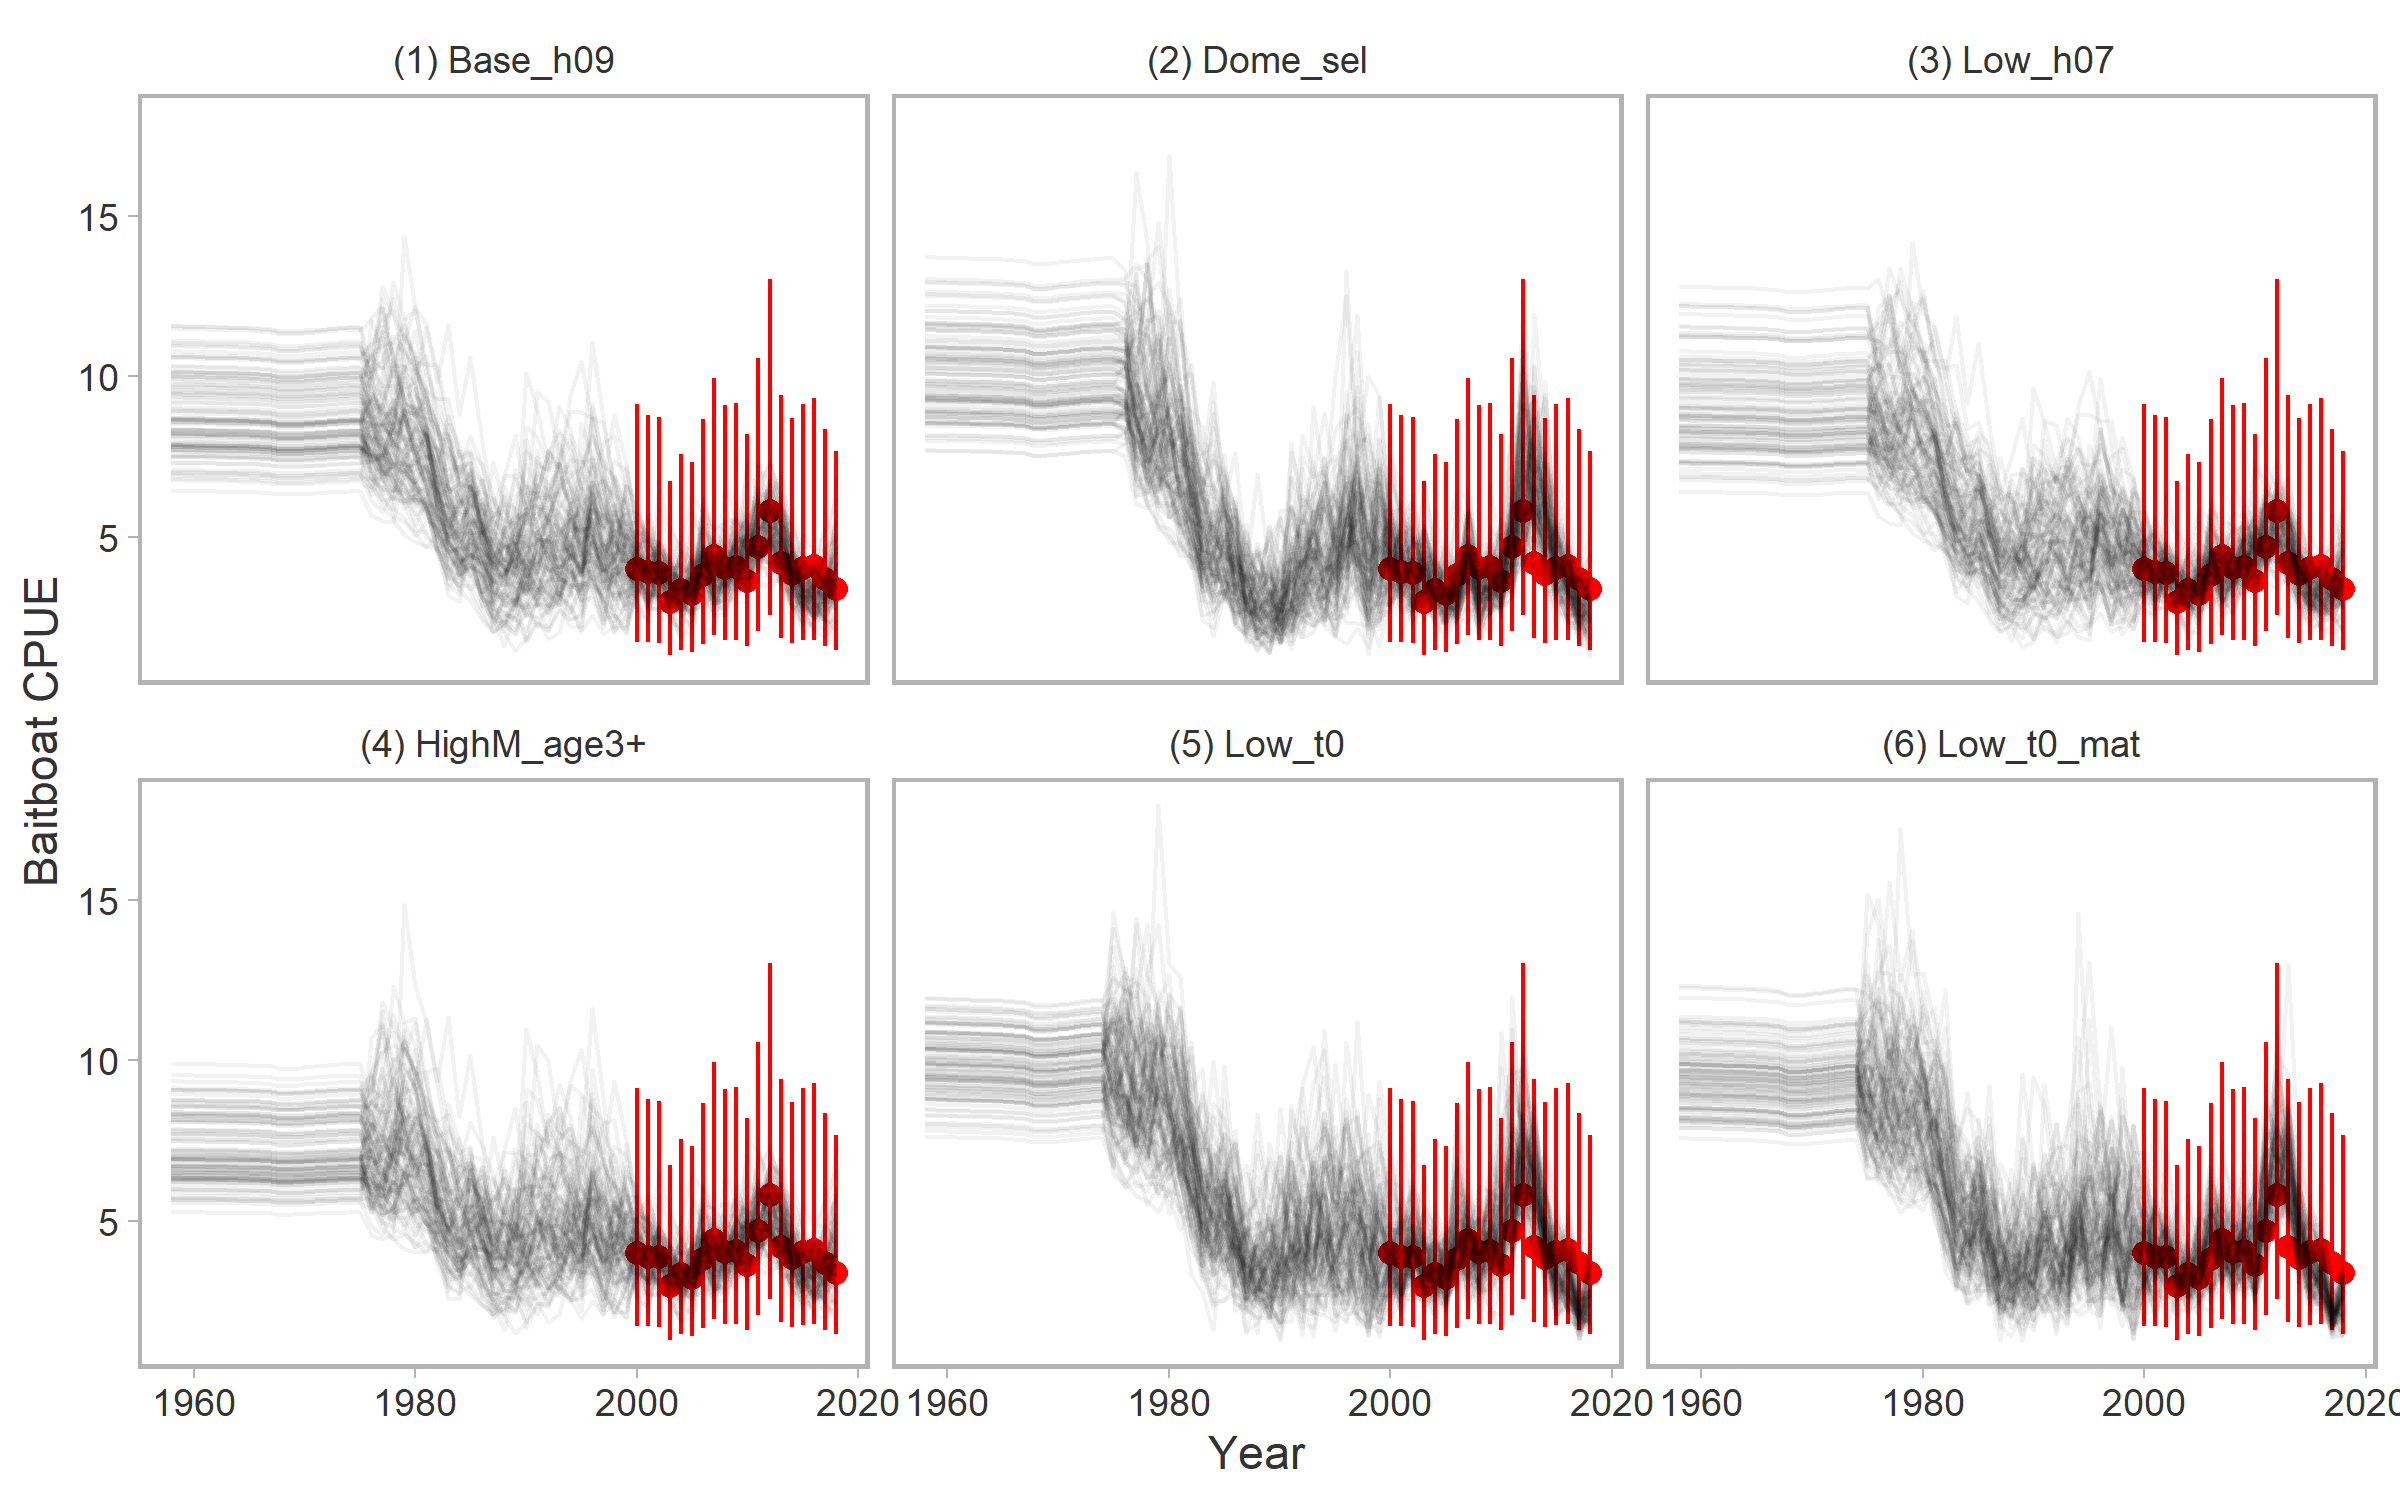 (1) Base_h09
(2) Dome_sel
(3) Low_h07
15
10
5
Baitboat CPUE
(4) HighM_age3+
(5) Low_t0
(6) Low_t0_mat
15
10
5
1960 1980 2000 2020 1960 1980 2000 2020 1960 1980 2000 2020
Year